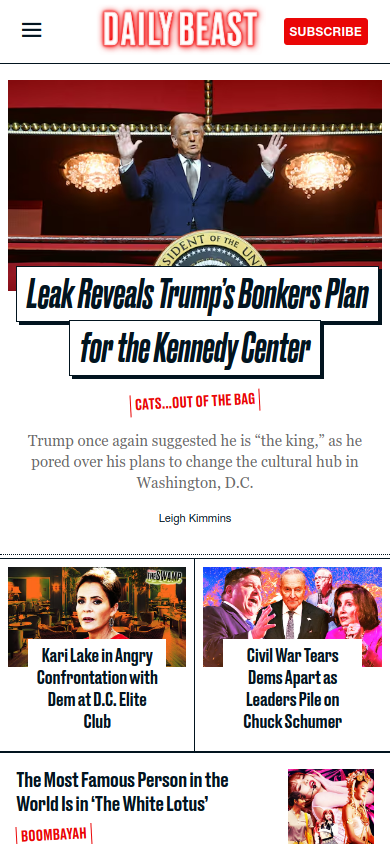 DAILY BEAST
SUBSCRIBE
SIDENT OF THE UN
Leak Reveals Trump's Bonkers Plan
for the Kennedy Center
CATS...OUT OF THE BAG
Trump once again suggested he is “the king,” as he
pored over his plans to change the cultural hub in
Washington, D.C.
Leigh Kimmins
THE SWAMP
Kari Lake in Angry
Confrontation with
Dem at D.C. Elite
Club
Civil War Tears
Dems Apart as
Leaders Pile on
Chuck Schumer
The Most Famous Person in the
World Is in ‘The White Lotus’
BOOMBAYAH